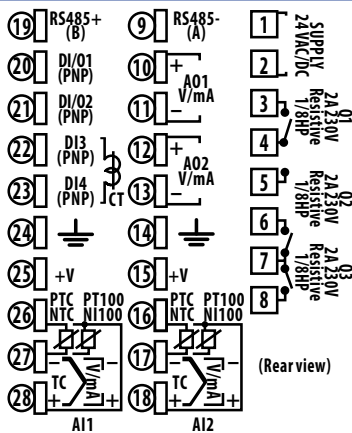 19 RS485+ (B)
20 DI/O1 (PNP)
21 DI/O2 (PNP)
22 DI3 (PNP)
23 DI4 (PNP)
CT
24
25 +V
26 PTC NTC PT100 NI100
27
28 TC V/mA
- -
+ +
AI1
9 RS485- (A)
10 +
AO1 V/mA
11 -
12 +
AO2 V/mA
13 -
14
15 +V
16 PTC NTC PT100 NI100
17
18 TC V/mA
- -
+ +
AI2
1
2
SUPPLY
24 VAC/DC
3
4
Q1
2A 230V
Resistive
1/8HP
5
6
Q2
2A 230V
Resistive
1/8HP
7
8
Q3
2A 230V
Resistive
1/8HP
(Rear view)